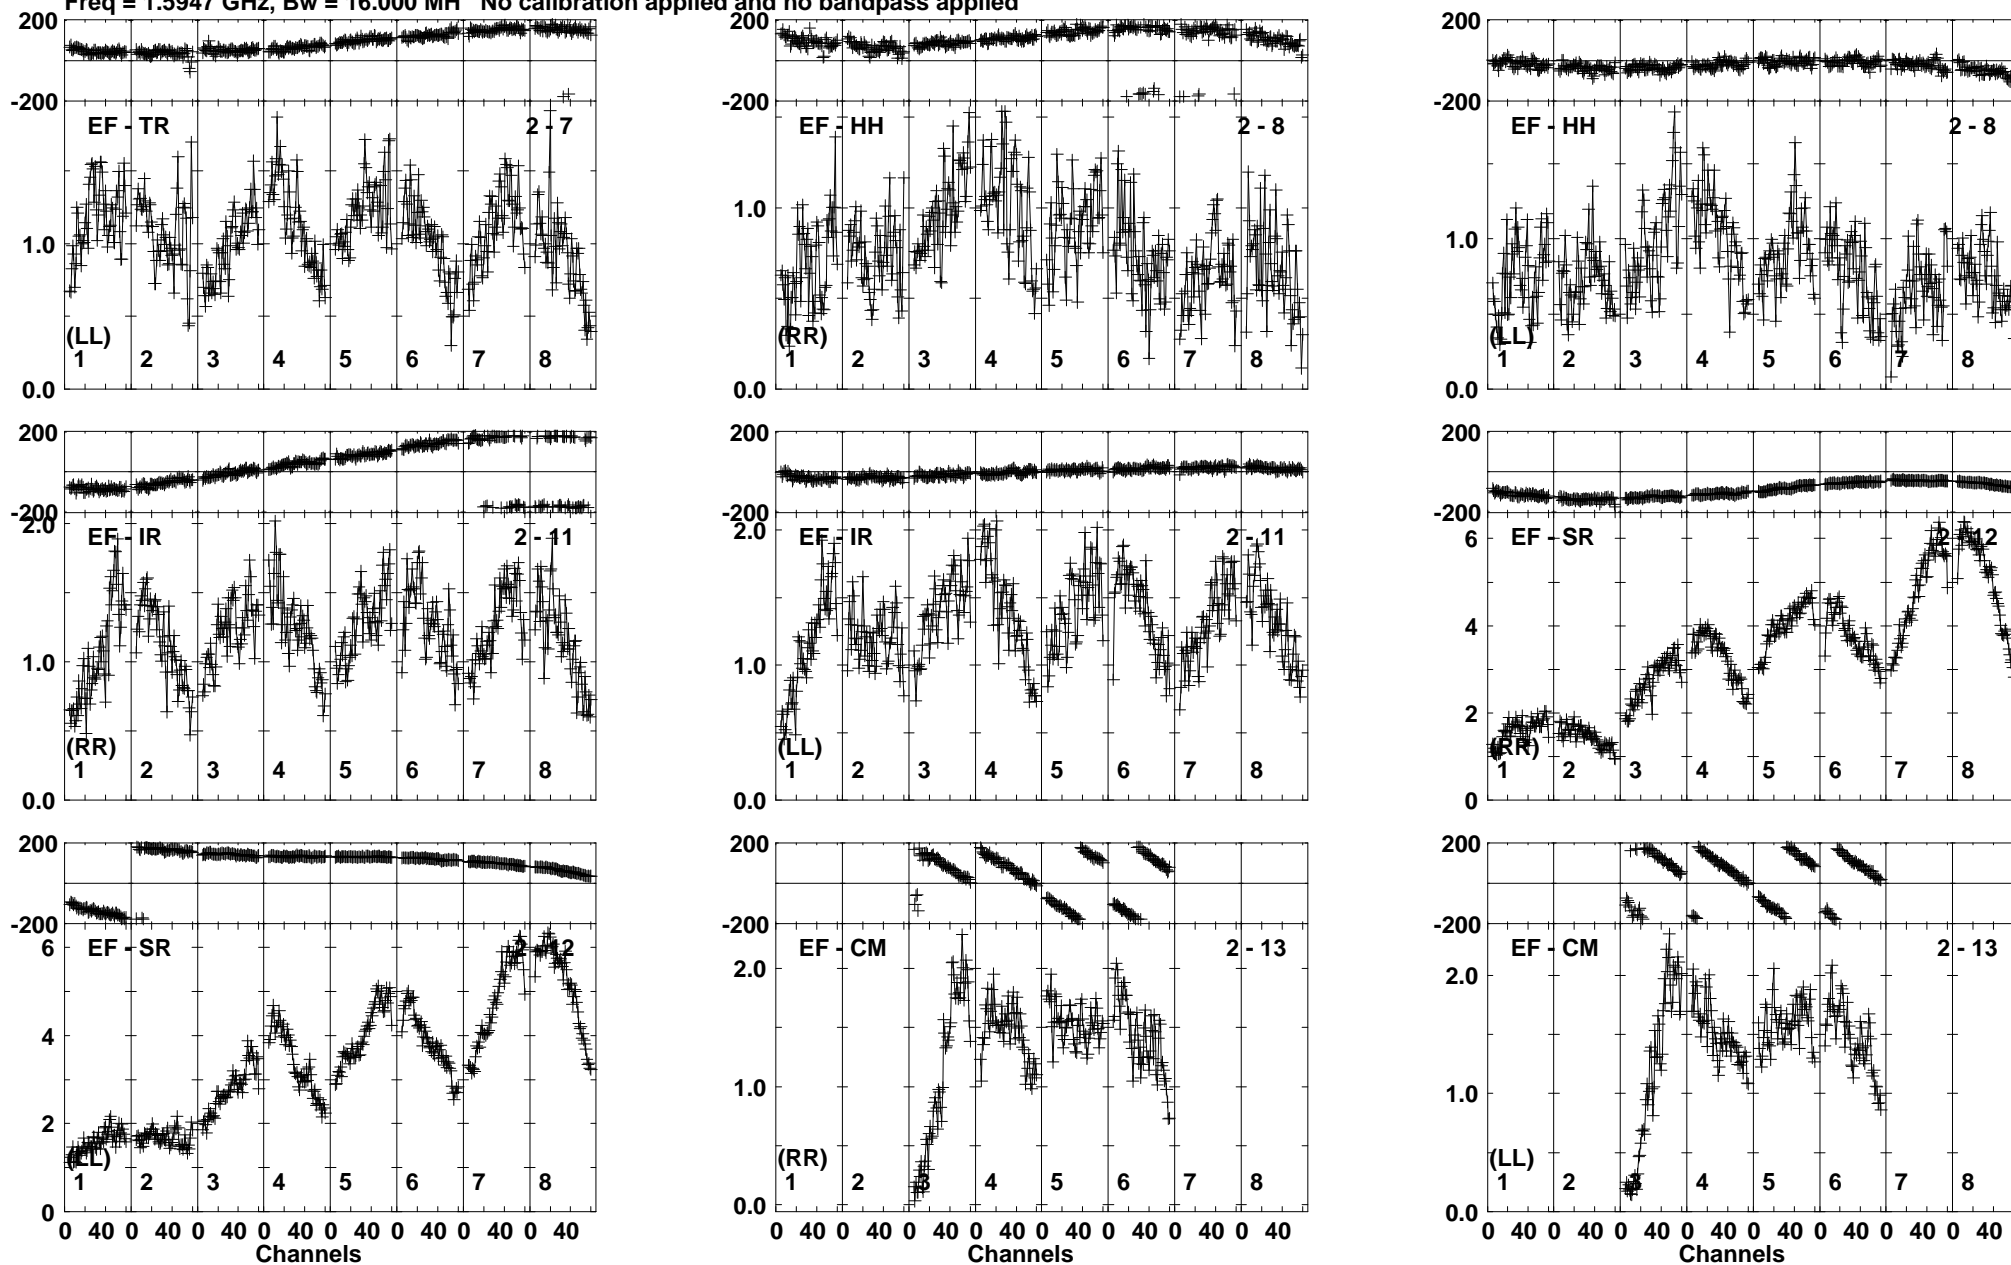 Freq = 1.5947 GHz, Bw = 16.000 MH No calibration applied and no bandpass applied
200 200 200
-200 -200 -200
EF - TR 2 - 7 EF - HH 2 - 8 EF - HH 2 - 8
1.0 1.0 1.0
(LL) (RR) (LL)
1 2 3 4 5 6 7 8 1 2 3 4 5 6 7 8 1 2 3 4 5 6 7 8
0.0 0.0 0.0
200 200 200
-200 -200 -200
2.0 2.0 6
EF - IR 2 - 11 EF - IR 2 - 11 EF - SR 2 - 12
4
1.0 1.0 2
(RR) (LL) (RR)
1 2 3 4 5 6 7 8 1 2 3 4 5 6 7 8 1 2 3 4 5 6 7 8
0.0 0.0 0
200 200 200
-200 -200 -200
EF - SR 2 - 12 EF - CM 2 - 13 EF - CM 2 - 13
6 2.0 2.0
4
2 1.0 1.0
(LL) (RR) (LL)
1 2 3 4 5 6 7 8 1 2 3 4 5 6 7 8 1 2 3 4 5 6 7 8
0 0.0 0.0
0 40 0 40 0 40 0 40 0 40 0 40 0 40 0 40 0 40 0 40 0 40 0 40 0 40 0 40 0 40 0 40 0 40 0 40 0 40 0 40 0 40 0 40 0 40 0 40
Channels Channels Channels